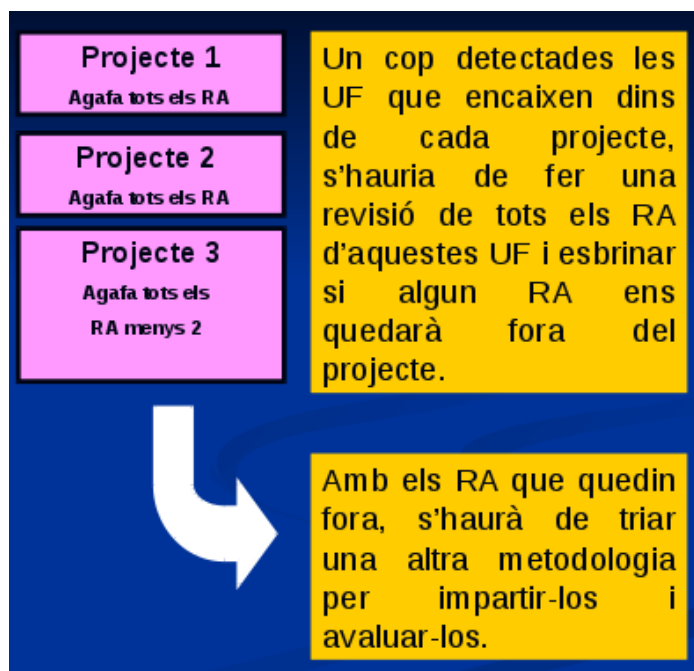 Projecte 1
Agafa tots els RA
Projecte 2
Agafa tots els RA
Projecte 3
Agafa tots els
RA menys 2
Un cop detectades les
UF que encaixen dins
de cada projecte,
s'hauria de fer una
revisió de tots els RA
d'aquestes UF i esbrinar
si algun RA ens
quedarà fora del
projecte.
Amb els RA que quedin
fora, s'haurà de triar
una altra metodologia
per impartir-los i
avaluar-los.